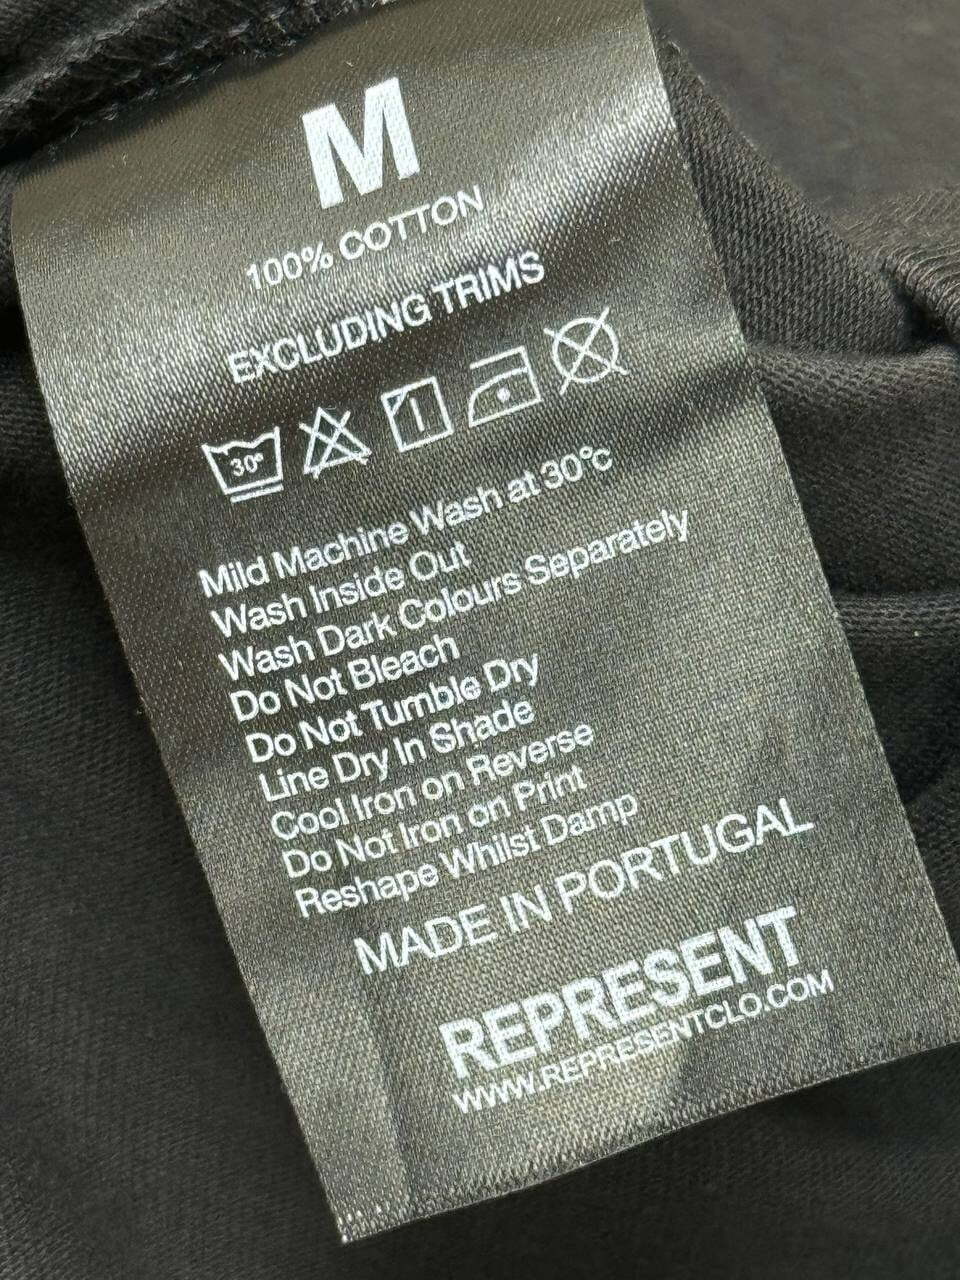 M
100% COTTON
EXCLUDING TRIMS
30°
Mild Machine Wash at 30°c
Wash Inside Out
Wash Dark Colours Separately
Do Not Bleach
Do Not Tumble Dry
Line Dry In Shade
Cool Iron on Reverse
Do Not Iron on Print
Reshape Whilst Damp
MADE IN PORTUGAL
REPRESENT
WWW.REPRESENTCLO.COM